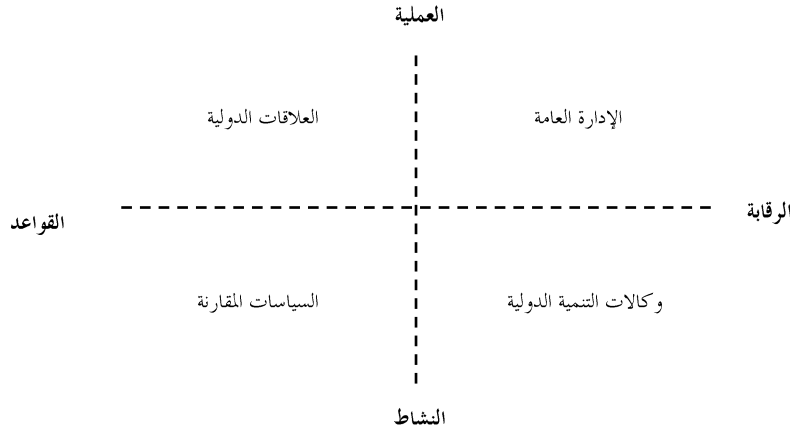 العملية
الإدارة العامة
العلاقات الدولية
الرقابة
القواعد
وكالات التنمية الدولية
السياسات المقارنة
النشاط